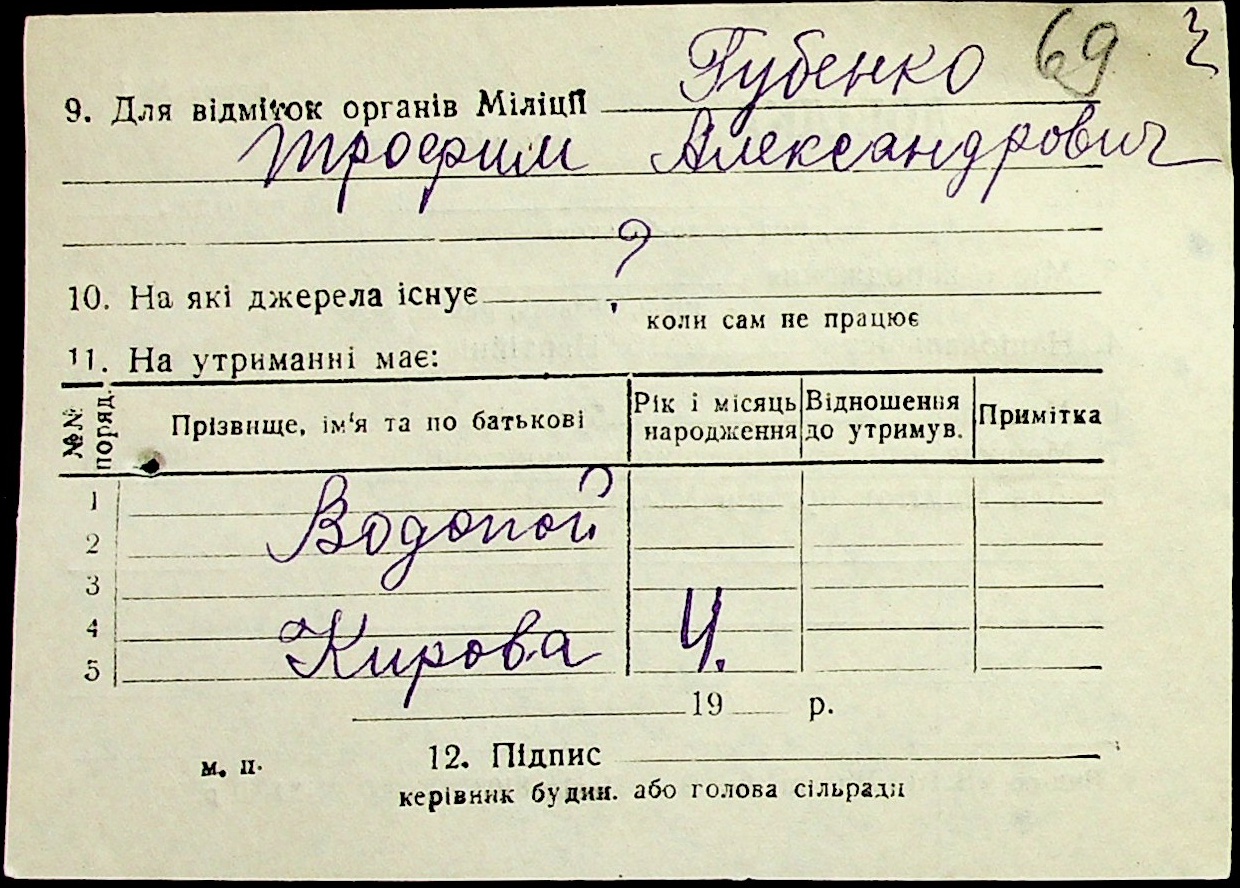 69
Губенко
9. Для відміток органів Міліції
Трофим Александрович
?
10. На які джерела існує
коли сам не працює
11. На утриманні має:
№№ поряд. Прізвище, ім'я та по батькові Рік і місяць народження Відношення до утримув. Примітка
1
2 Водопой
3
4
5 Кирова 4.
19 р.
м. п. 12. Підпис
керівник будин. або голова сільради